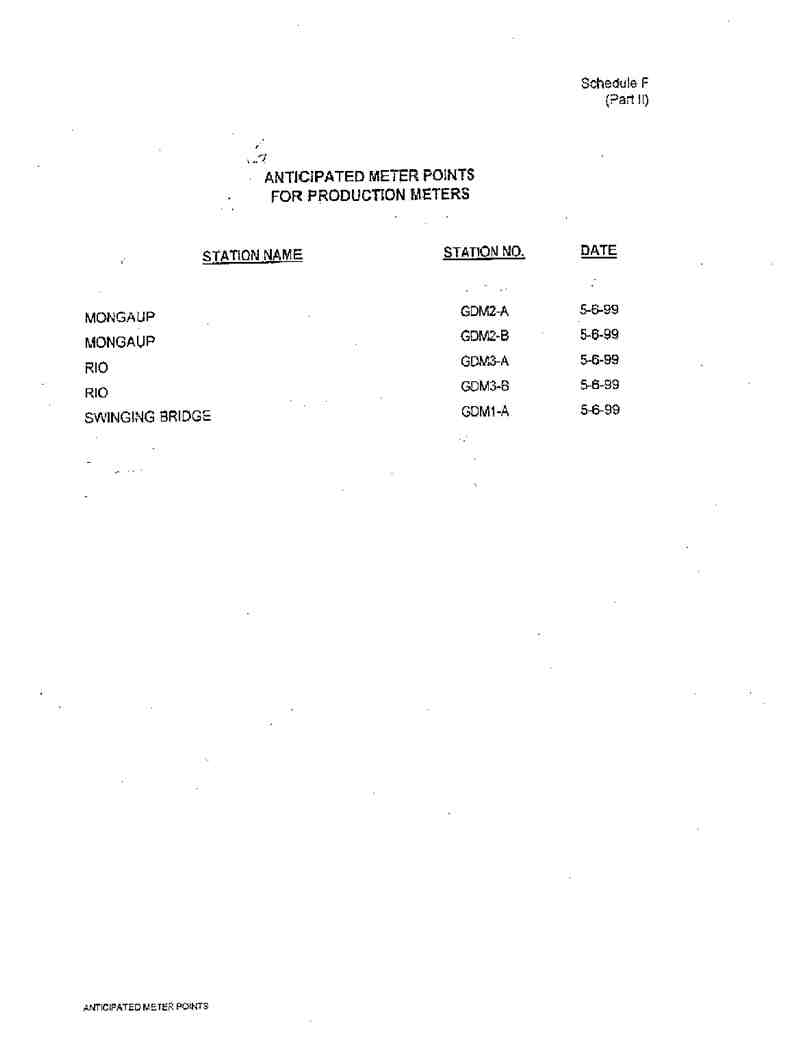 Schedule F
(Part II)
ANTICIPATED METER POINTS
FOR PRODUCTION METERS
STATION NAME STATION NO. DATE
MONGAUP GDM2-A 5-6-99
MONGAUP GDM2-B 5-6-99
RIO GDM3-A 5-6-99
RIO GDM3-B 5-6-99
SWINGING BRIDGE GDM1-A 5-6-99
ANTICIPATED METER POINTS